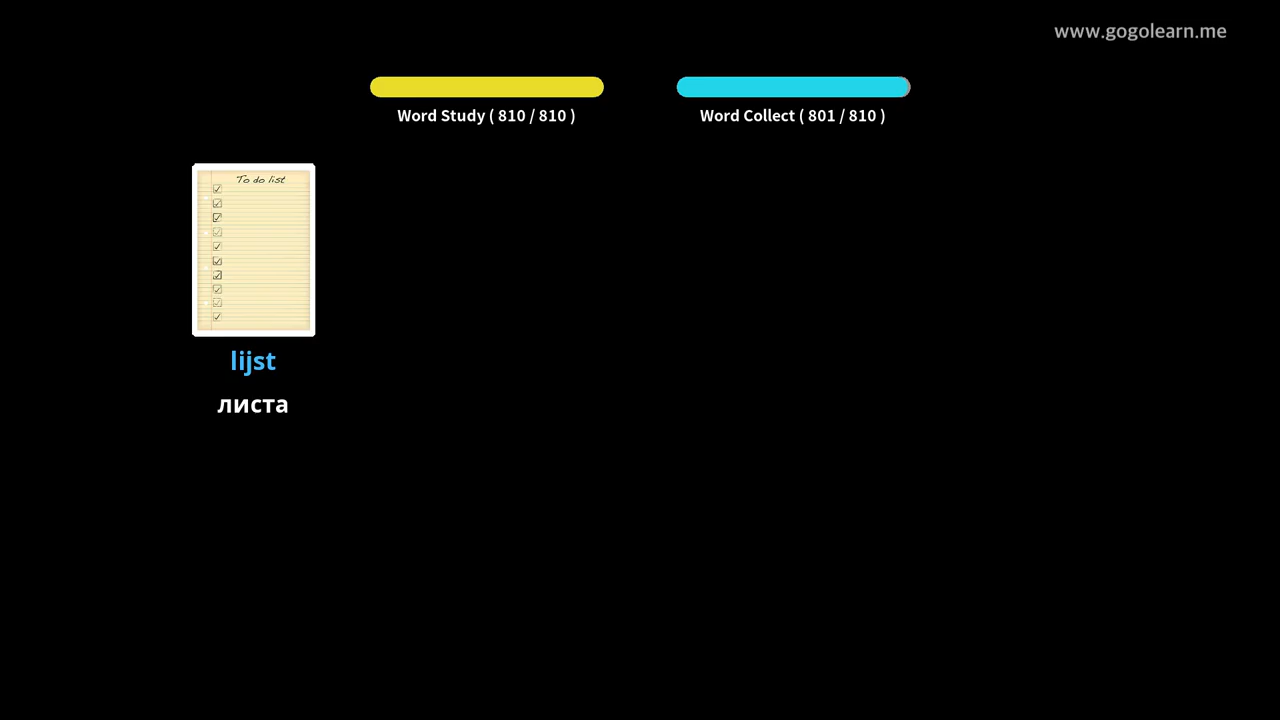 www.gogolearn.me
Word Study ( 810 / 810 )
Word Collect ( 801 / 810 )
To do list
lijst
листа